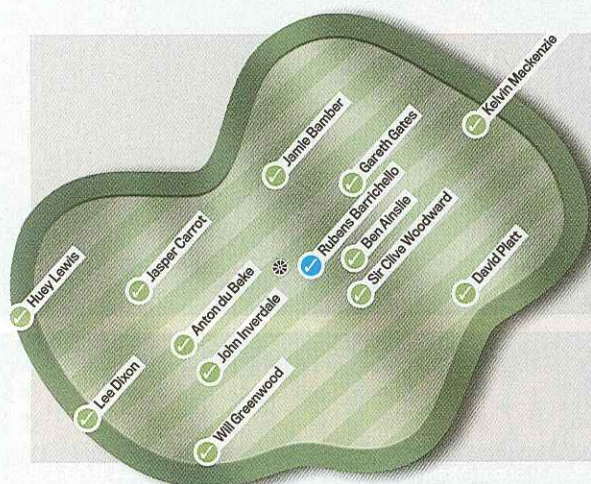 Kelvin Mackenzie
Jamie Bamber
Gareth Gates
Rubens Barrichello
Ben Ainslie
Sir Clive Woodward
David Platt
Jasper Carrot
Huey Lewis
Anton du Beke
John Inverdale
Lee Dixon
Will Greenwood